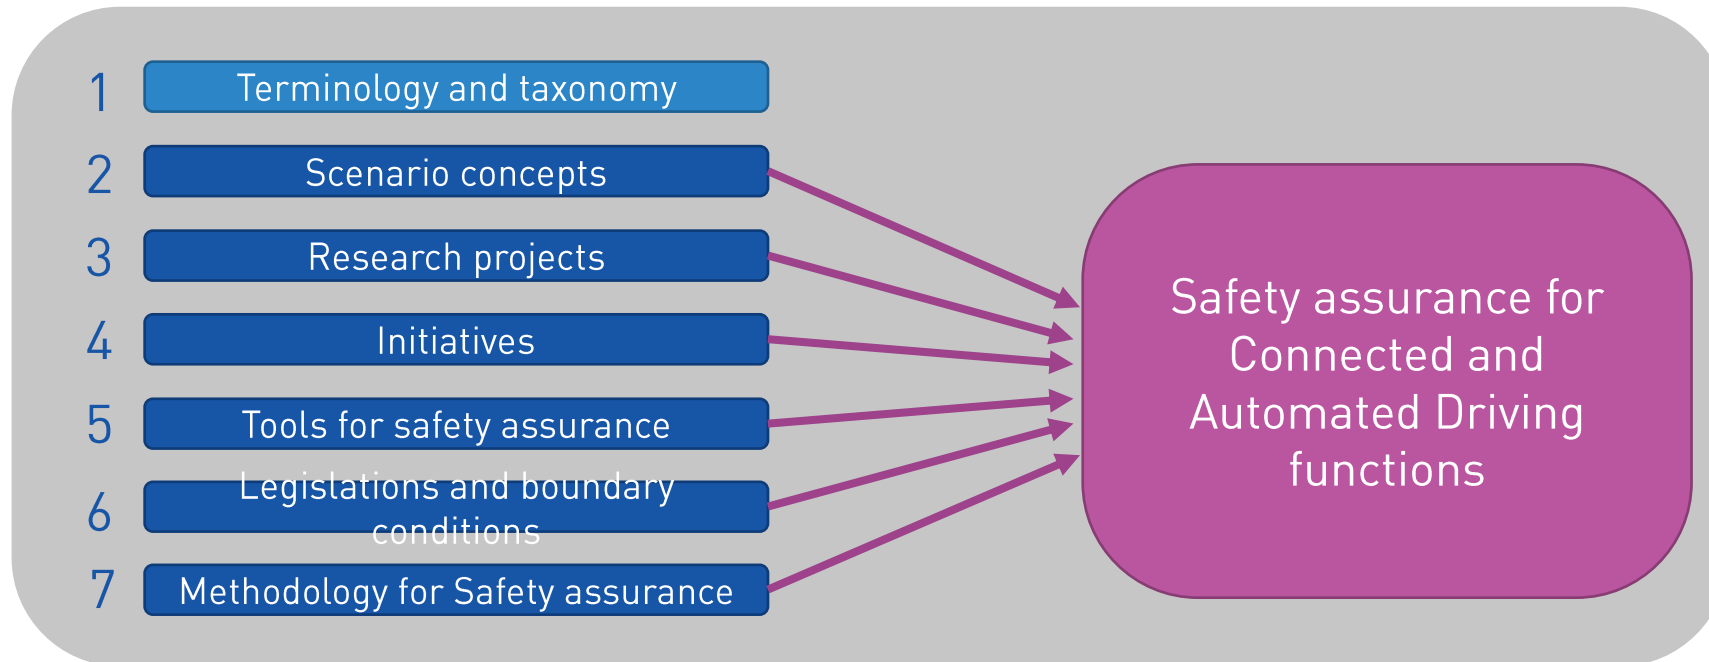 1 Terminology and taxonomy
2 Scenario concepts
3 Research projects
4 Initiatives
5 Tools for safety assurance
6 Legislations and boundary
conditions
7 Methodology for Safety assurance
Safety assurance for
Connected and
Automated Driving
functions